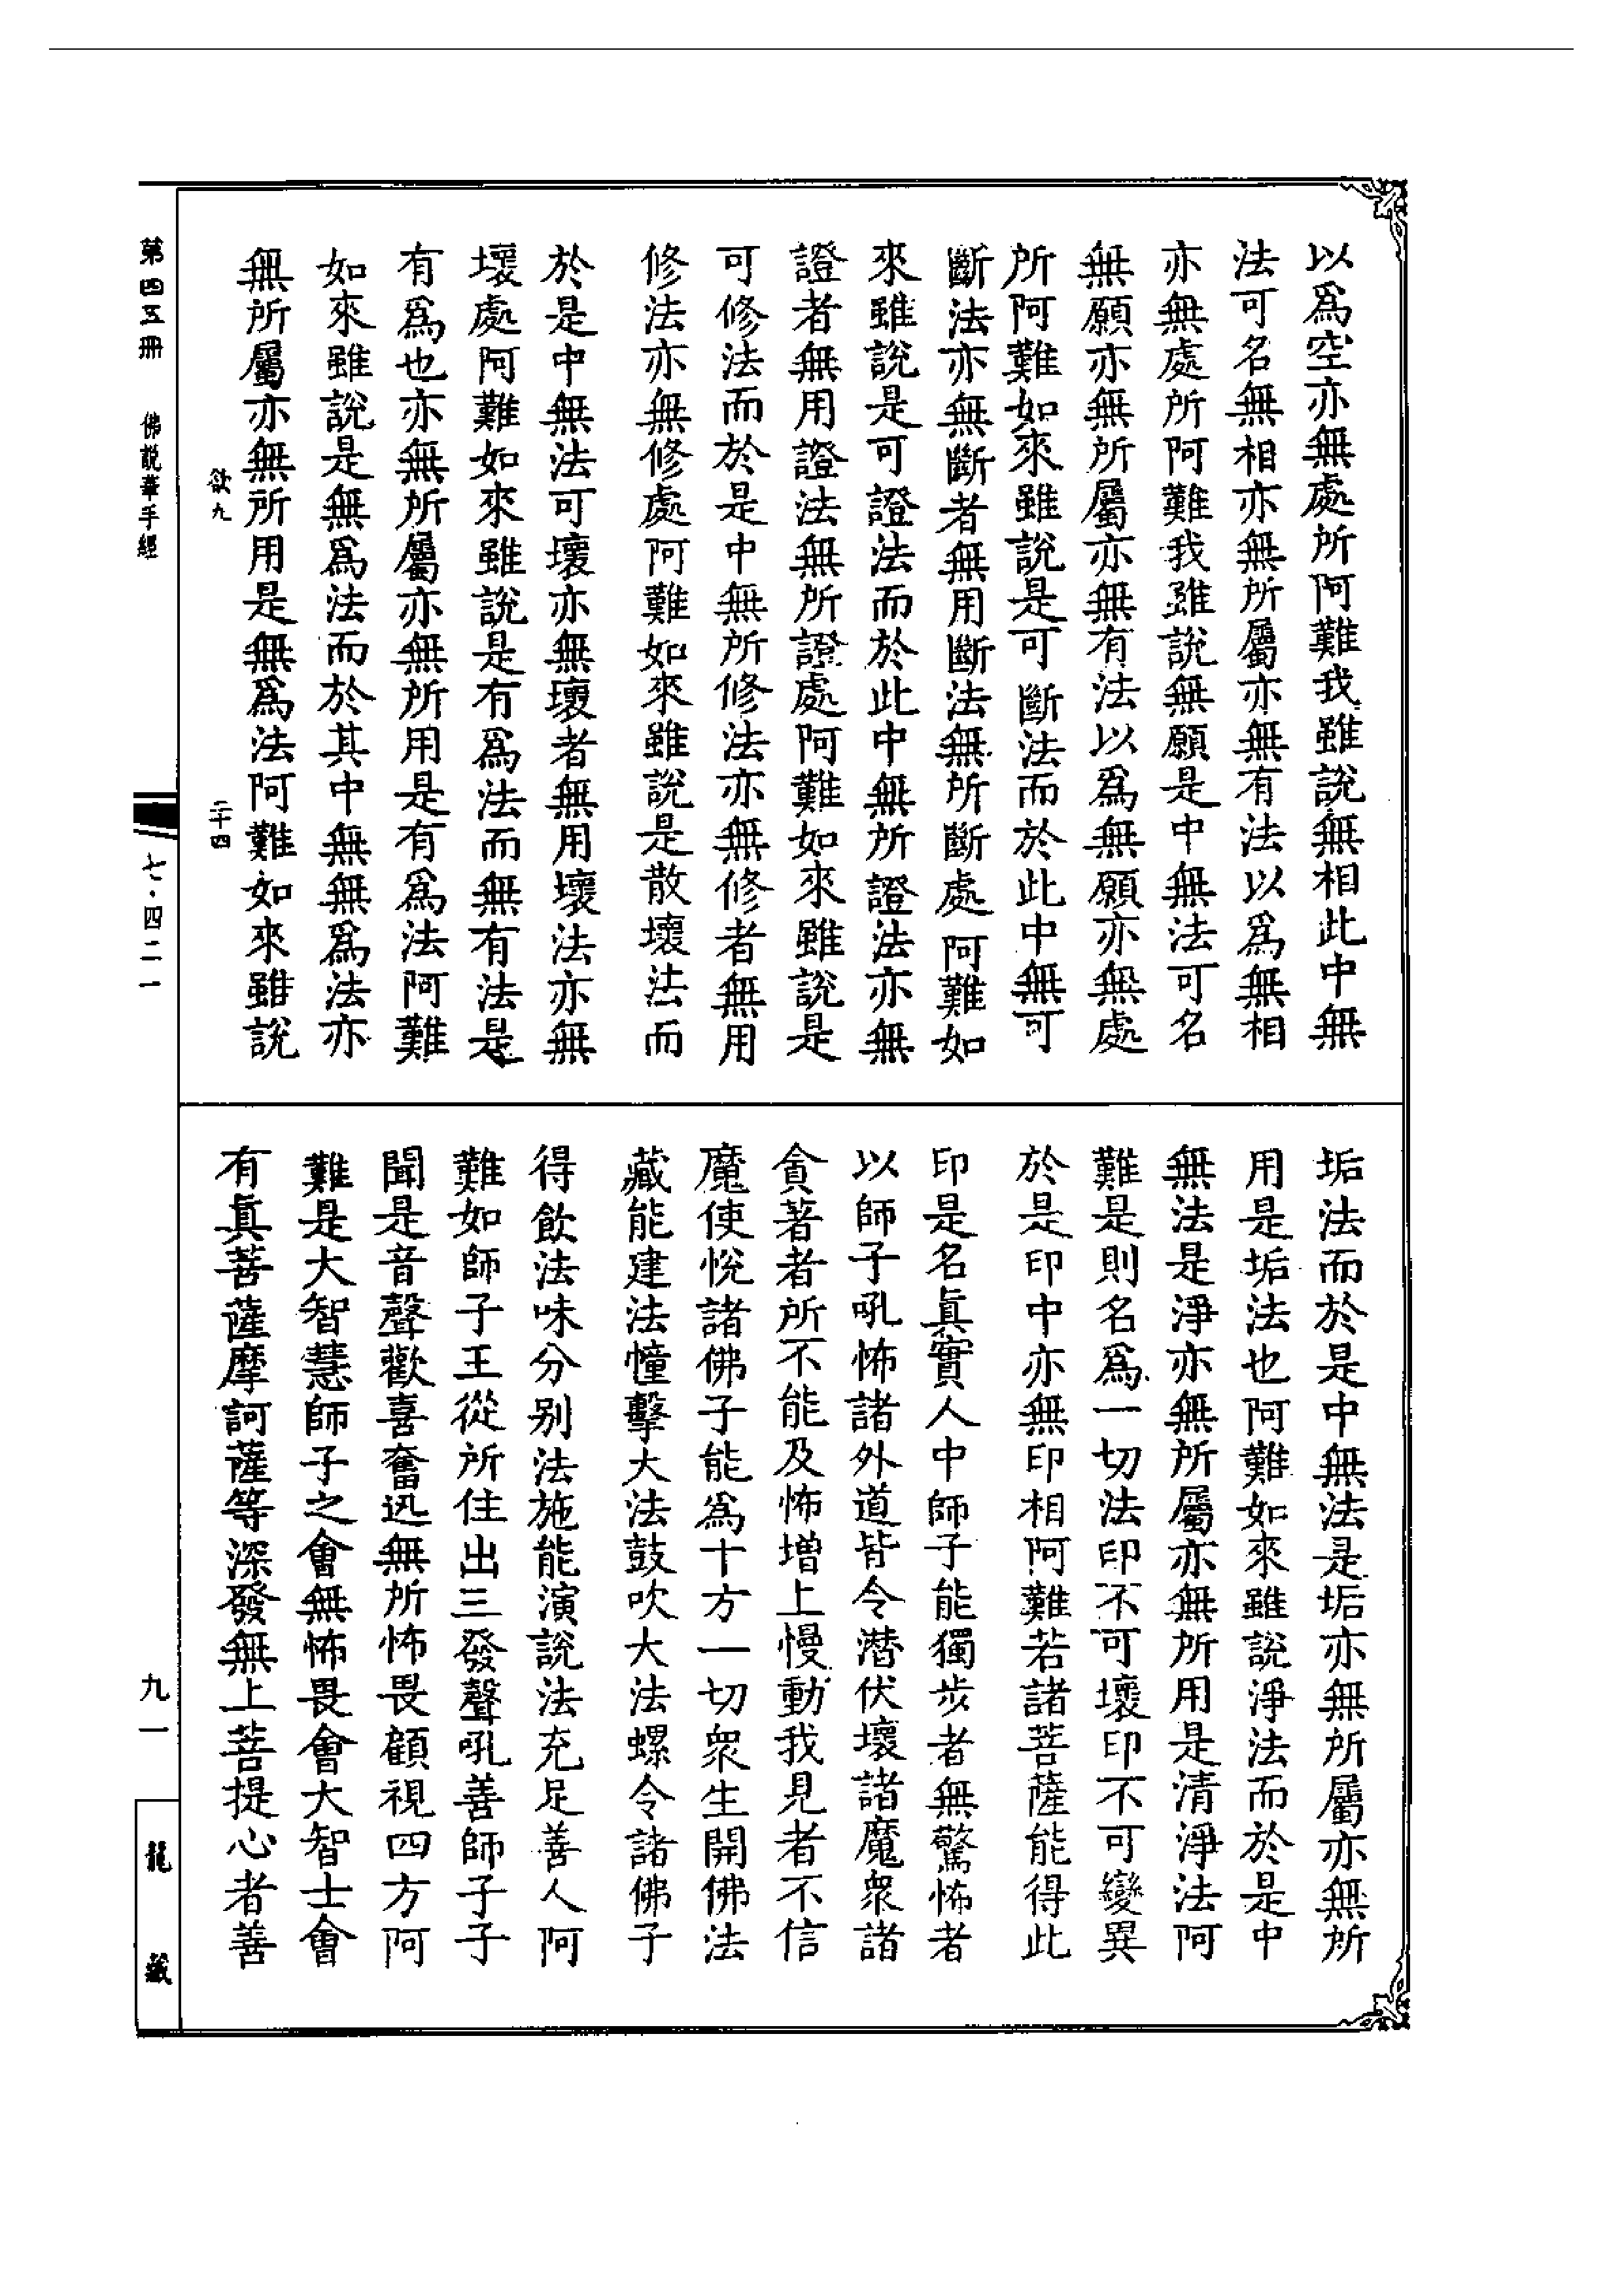 以爲空亦無處所阿難我雖說無相此中無
法可名無相亦無所屬亦無有法以爲無相
亦無處所阿難我雖說無願是中無法可名
無願亦無所屬亦無有法以爲無願亦無處
所阿難如來雖說是可斷法而於此中無可
斷法亦無斷者無用斷法無所斷處阿難如
來雖說是可證法而於此中無所證法亦無
證者無用證法無所證處阿難如來雖說是
可修法而於是中無所修法亦無修者無用
修法亦無修處阿難如來雖說是散壞法而
於是中無法可壞亦無壞者無用壞法亦無
壞處阿難如來雖說是有爲法而無有法是
有爲也亦無所屬亦無所用是有爲法阿難
如來雖說是無爲法而於其中無無爲法亦
無所屬亦無所用是無爲法阿難如來雖說
欲九 二十四
垢法而於是中無法是垢亦無所屬亦無所
用是垢法也阿難如來雖說淨法而於是中
無法是淨亦無所屬亦無所用是清淨法阿
難是則名爲一切法印不可壞印不可變異
於是印中亦無印相阿難若諸菩薩能得此
印是名眞實人中師子能獨步者無驚怖者
以師子吼怖諸外道皆令潛伏壞諸魔衆諸
貪著者所不能及怖增上慢動我見者不信
魔使悅諸佛子能爲十方一切衆生開佛法
藏能建法幢擊大法鼓吹大法螺令諸佛子
得飲法味分別法施能演說法充足善人阿
難如師子王從所住出三發聲吼善師子子
聞是音聲歡喜奮迅無所怖畏顧視四方阿
難是大智慧師子之會無怖畏會大智士會
有眞菩薩摩訶薩等深發無上菩提心者善
第四五冊 佛説華手經
七·四二一
九一
龍藏